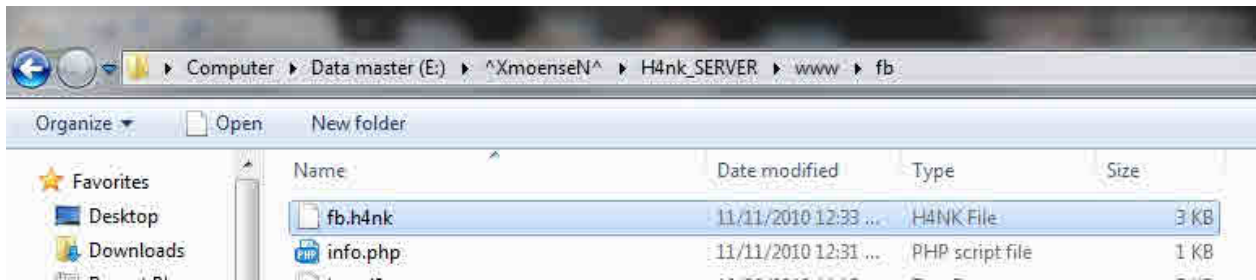 Computer ▸ Data master (E:) ▸ ^XmoenseN^ ▸ H4nk_SERVER ▸ www ▸ fb
Organize ▾ Open New folder
Favorites Name Date modified Type Size
Desktop fb.h4nk 11/11/2010 12:33 ... H4NK File 3 KB
Downloads info.php 11/11/2010 12:31 ... PHP script file 1 KB